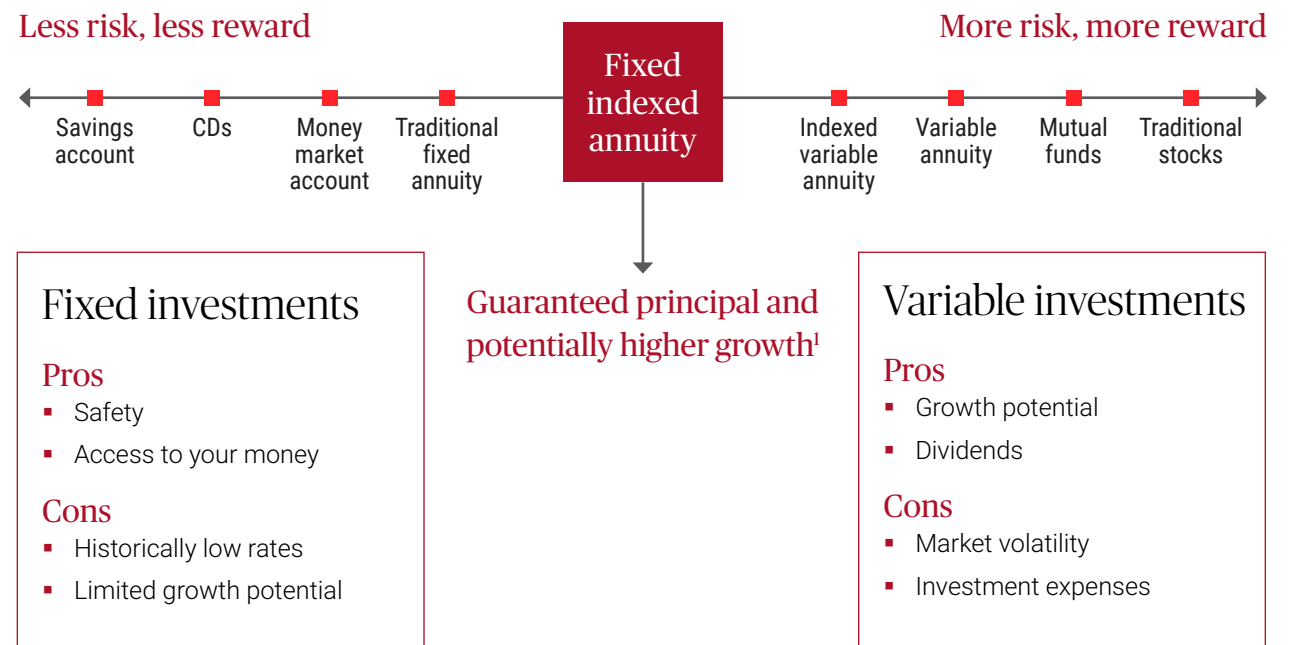 Less risk, less reward
More risk, more reward
Fixed
indexed
annuity
Savings
account
CDs
Money
market
account
Traditional
fixed
annuity
Indexed
variable
annuity
Variable
annuity
Mutual
funds
Traditional
stocks
Guaranteed principal and
potentially higher growth¹
Fixed investments
Pros
▪ Safety
▪ Access to your money
Cons
▪ Historically low rates
▪ Limited growth potential
Variable investments
Pros
▪ Growth potential
▪ Dividends
Cons
▪ Market volatility
▪ Investment expenses